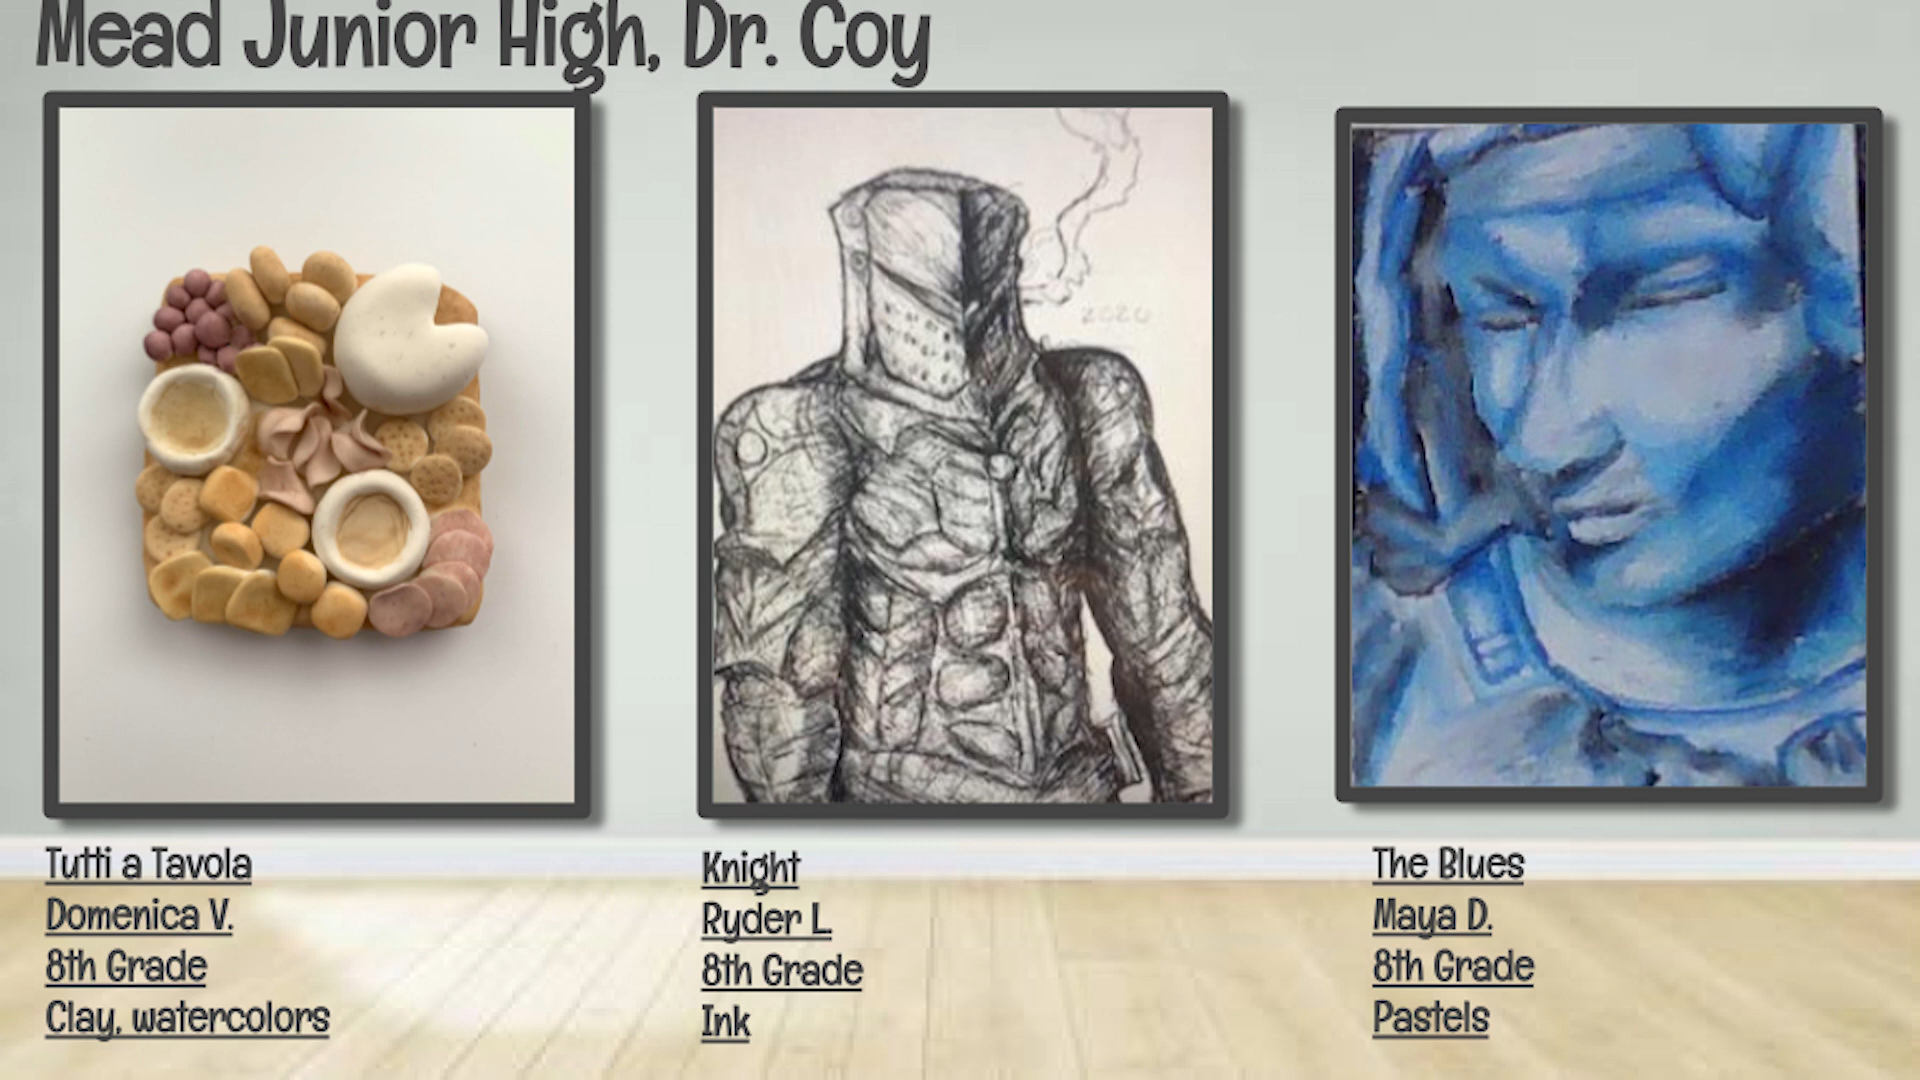 Mead Junior High, Dr. Coy
2020
Tutti a Tavola
Domenica V.
8th Grade
Clay, watercolors
Knight
Ryder L
8th Grade
Ink
The Blues
Maya D.
8th Grade
Pastels